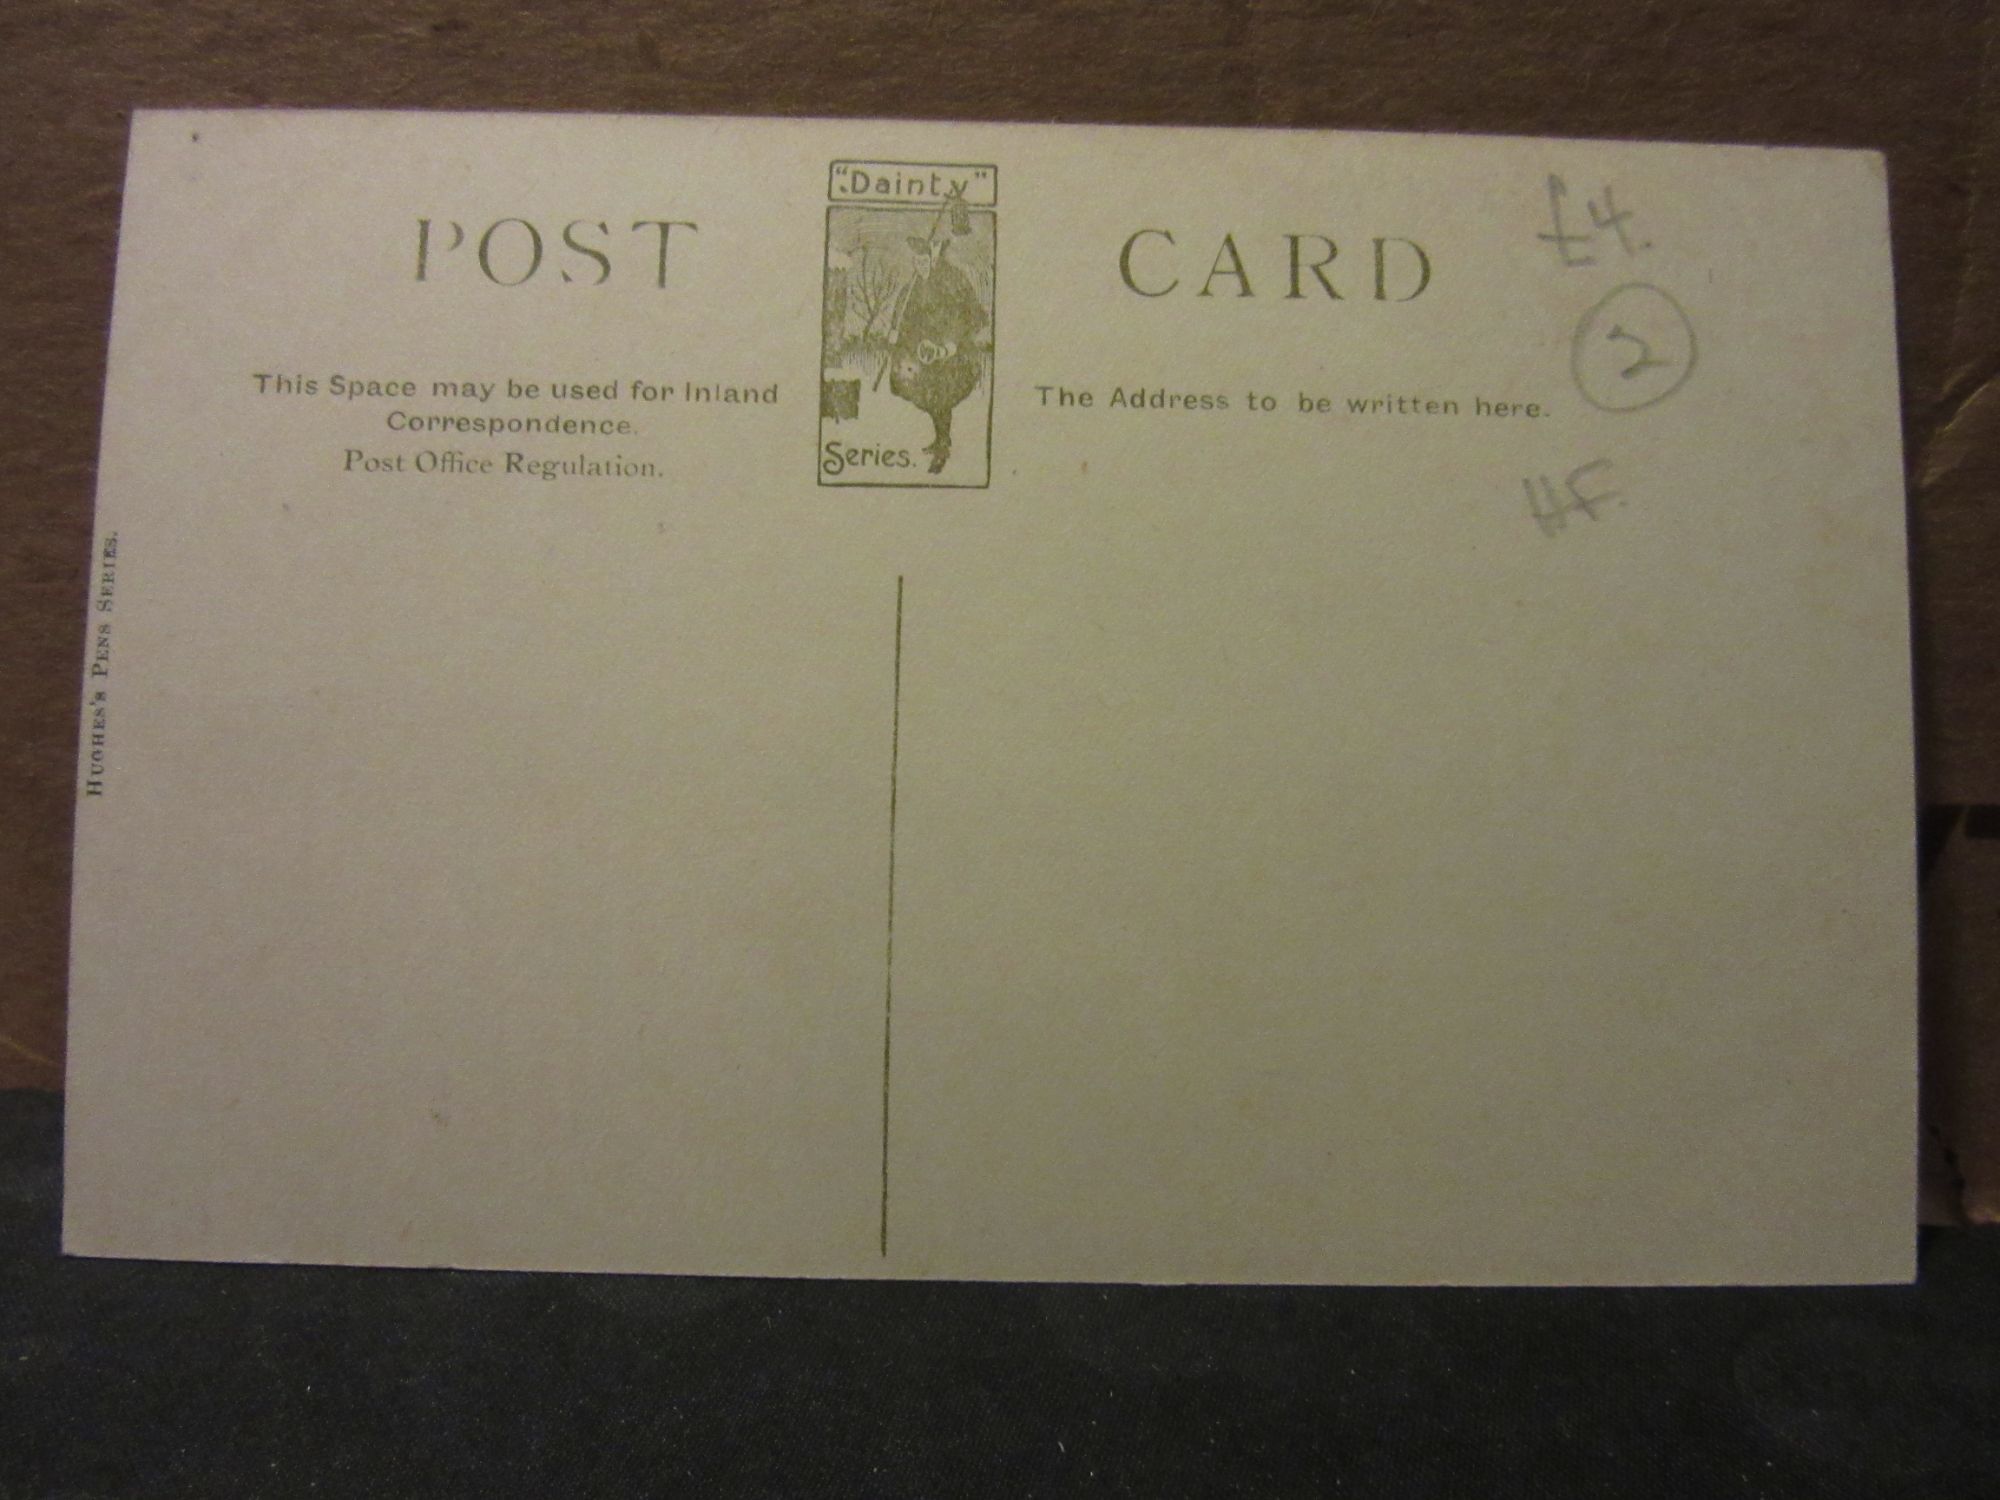 POST CARD
"Dainty"
Series.
This Space may be used for Inland
Correspondence.
Post Office Regulation.
The Address to be written here.
£4.
2
HF.
HUGHES'S PENS SERIES.